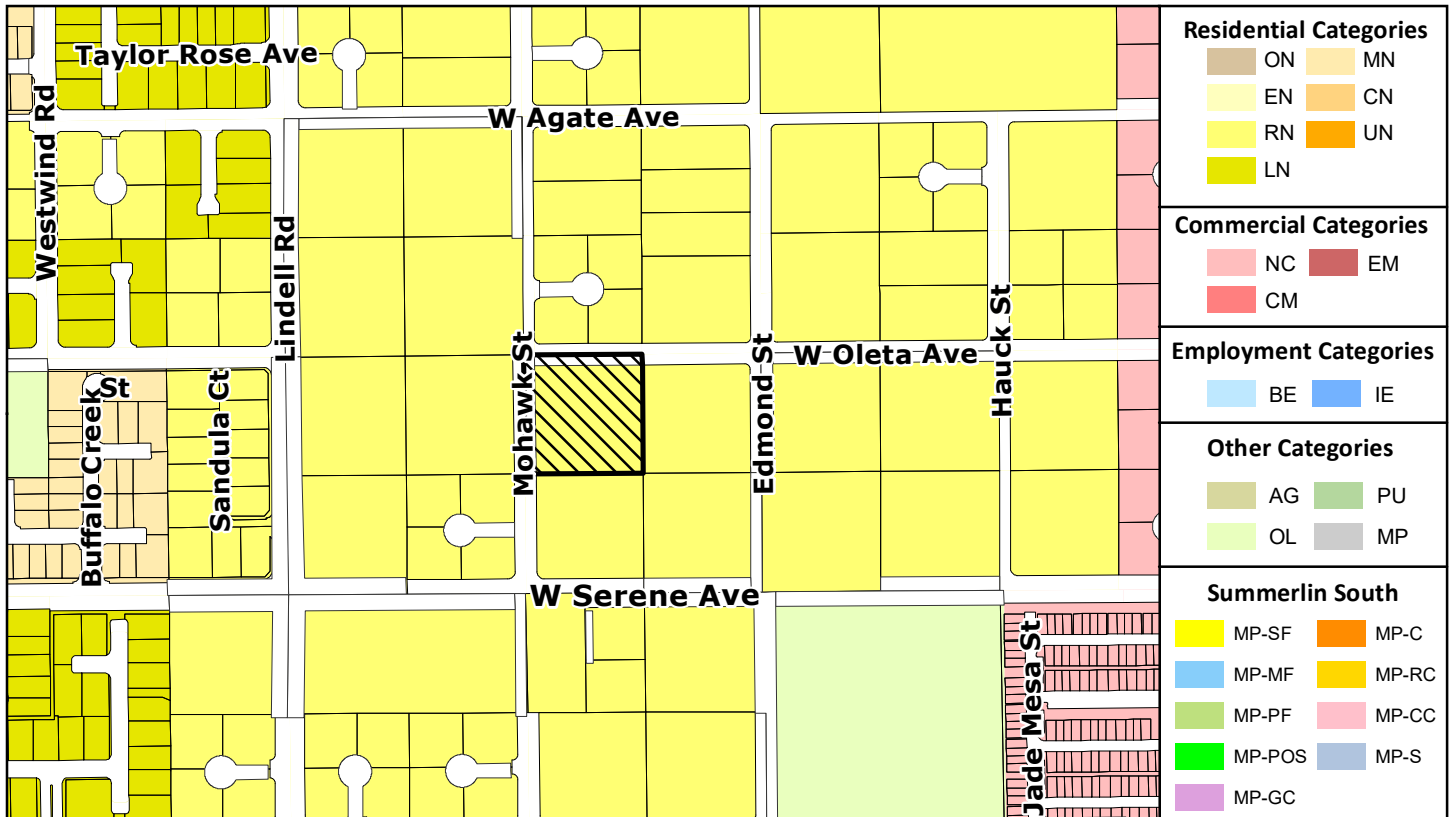 Taylor Rose Ave
Westwind Rd
W Agate Ave
Lindell Rd
Mohawk St
Edmond St
W Oleta Ave
Hauck St
Buffalo Creek St
Sandula Ct
W Serene Ave
Jade Mesa St
Residential Categories
ON MN
EN CN
RN UN
LN
Commercial Categories
NC EM
CM
Employment Categories
BE IE
Other Categories
AG PU
OL MP
Summerlin South
MP-SF MP-C
MP-MF MP-RC
MP-PF MP-CC
MP-POS MP-S
MP-GC